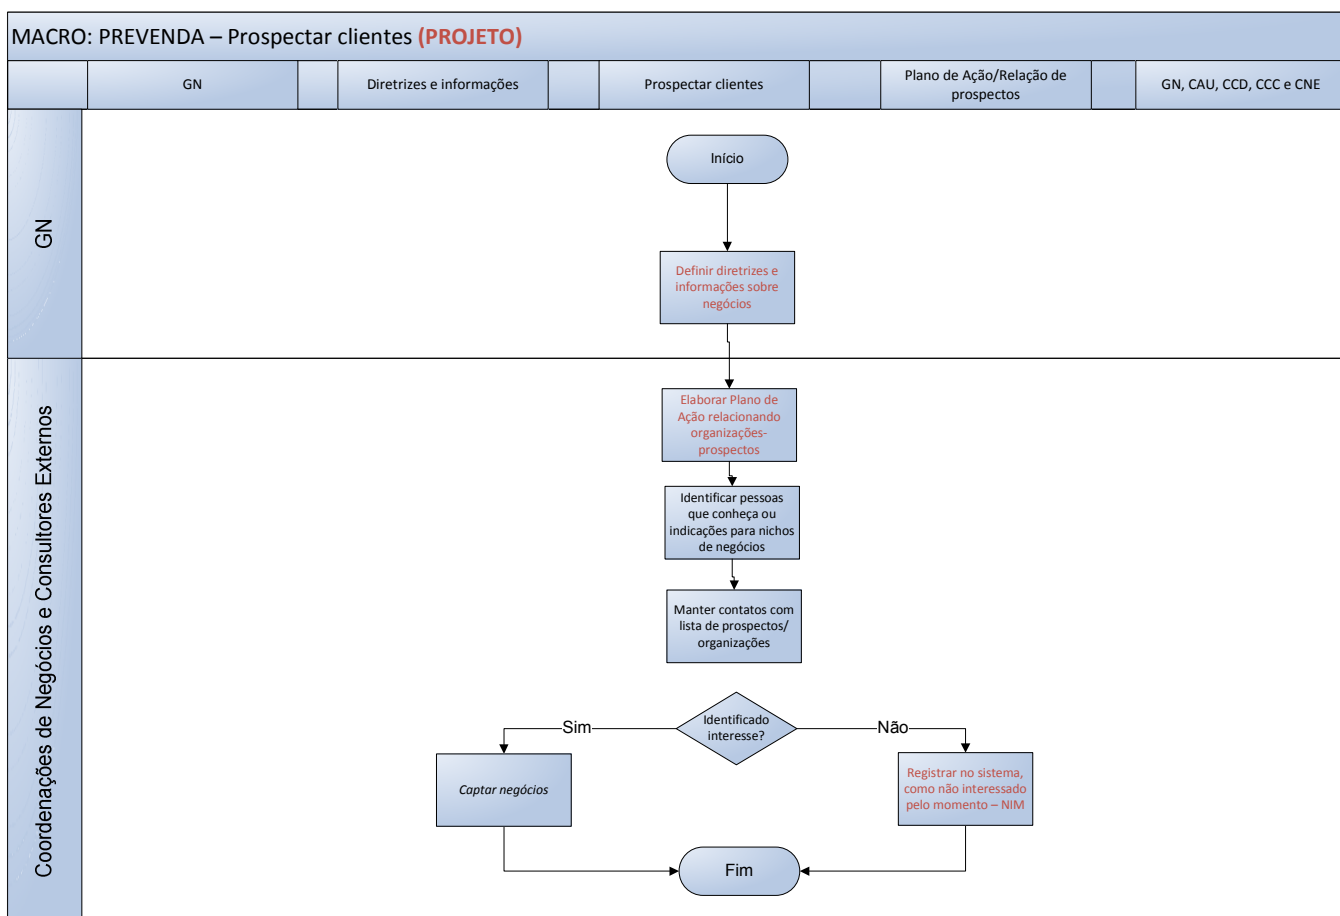 MACRO: PREVENDA – Prospectar clientes (PROJETO)
GN
Diretrizes e informações
Prospectar clientes
Plano de Ação/Relação de
prospectos
GN, CAU, CCD, CCC e CNE
GN
Início
Definir diretrizes e
informações sobre
negócios
Coordenações de Negócios e Consultores Externos
Elaborar Plano de
Ação relacionando
organizações-
prospectos
Identificar pessoas
que conheça ou
indicações para nichos
de negócios
Manter contatos com
lista de prospectos/
organizações
Identificado
interesse?
Sim
Não
Captar negócios
Registrar no sistema,
como não interessado
pelo momento – NIM
Fim